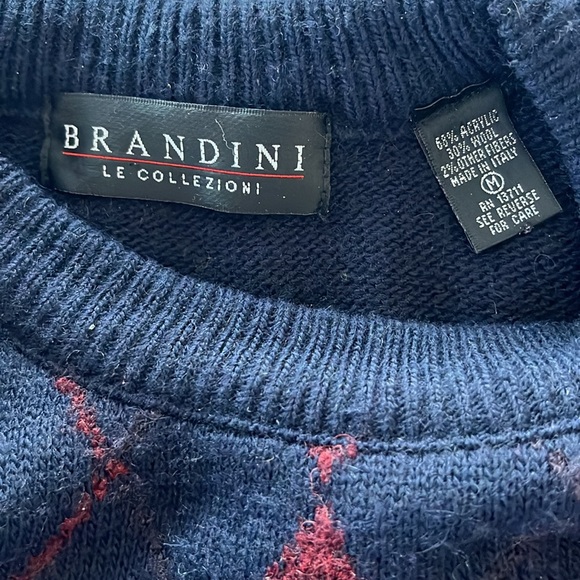 BRANDINI
LE COLLEZIONI
68% ACRYLIC
30% WOOL
2% OTHER FIBERS
MADE IN ITALY
M
RN 13711
SEE REVERSE
FOR CARE